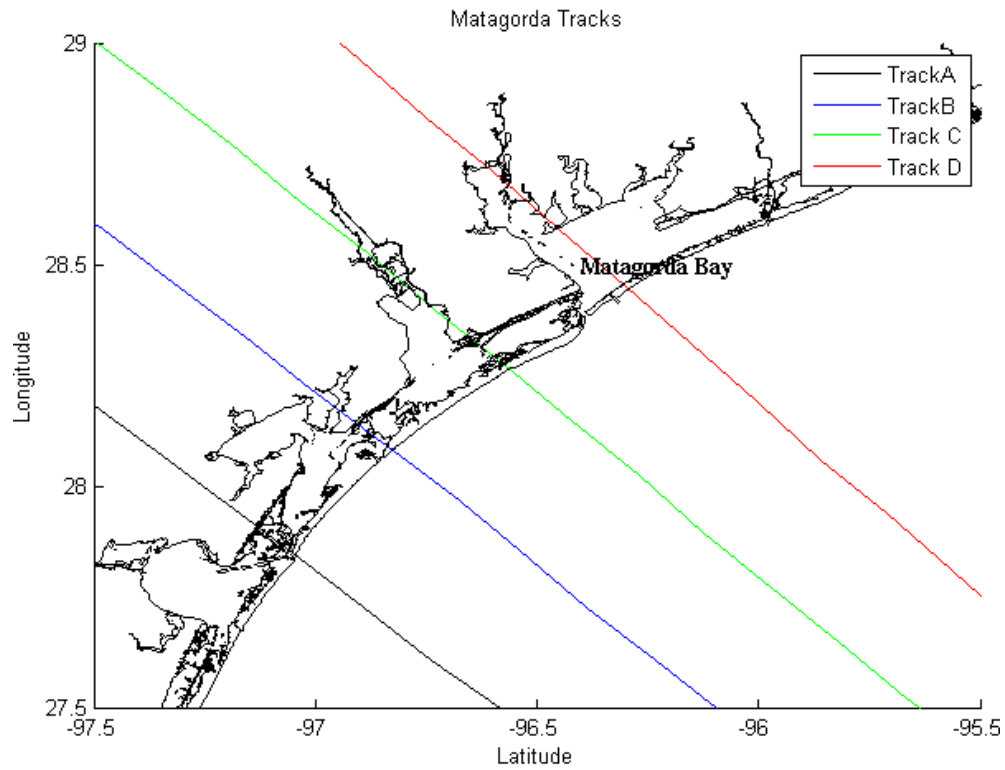 Matagorda Tracks
29
28.5
28
27.5
Longitude
TrackA
TrackB
Track C
Track D
Matagorda Bay
-97.5
-97
-96.5
-96
-95.5
Latitude